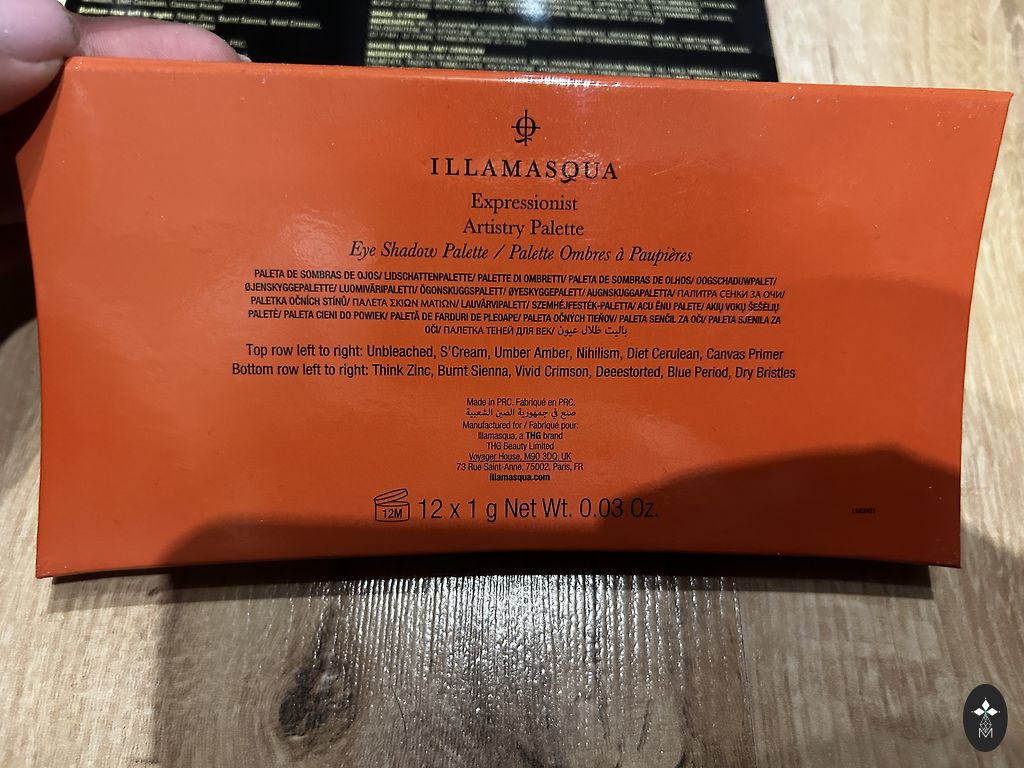 ILLAMASQUA
Expressionist
Artistry Palette
Eye Shadow Palette / Palette Ombres à Paupières
PALETA DE SOMBRAS DE OJOS/ LIDSCHATTENPALETTE/ PALETTE DI OMBRETTI/ PALETA DE SOMBRAS DE OLHOS/ OOGSCHADUWPALET/
ØJENSKYGGEPALETTE/ LUOMIVÄRIPALETTI/ ÖGONSKUGGSPALETT/ ØYESKYGGEPALETT/ AUGNSKUGGAPALETTA/ ПАЛИТРА СЕНКИ ЗА ОЧИ/
PALETKA OČNÍCH STÍNŮ/ ΠΑΛΕΤΑ ΣΚΙΩΝ ΜΑΤΙΩΝ/ LAUVÄRVIPALETT/ SZEMHÉJFESTÉK-PALETTA/ ACU ĒNU PALETE/ AKIŲ VOKŲ ŠEŠĖLIŲ
PALETĖ/ PALETA CIENI DO POWIEK/ PALETĂ DE FARDURI DE PLEOAPE/ PALETA OČNÝCH TIEŇOV/ PALETA SENČIL ZA OČI/ PALETA SJENILA ZA
OČI/ ПАЛЕТКА ТЕНЕЙ ДЛЯ ВЕК/ باليت ظلال عيون
Top row left to right: Unbleached, S'Cream, Umber Amber, Nihilism, Diet Cerulean, Canvas Primer
Bottom row left to right: Think Zinc, Burnt Sienna, Vivid Crimson, Deeestorted, Blue Period, Dry Bristles
Made in PRC. Fabriqué en PRC.
صنع في جمهورية الصين الشعبية
Manufactured for / Fabriqué pour:
Illamasqua, a THG brand
THG Beauty Limited
Voyager House, M90 3DQ, UK
73 Rue Saint-Anne, 75002, Paris, FR
illamasqua.com
12M 12 x 1 g Net Wt. 0.03 Oz.
M